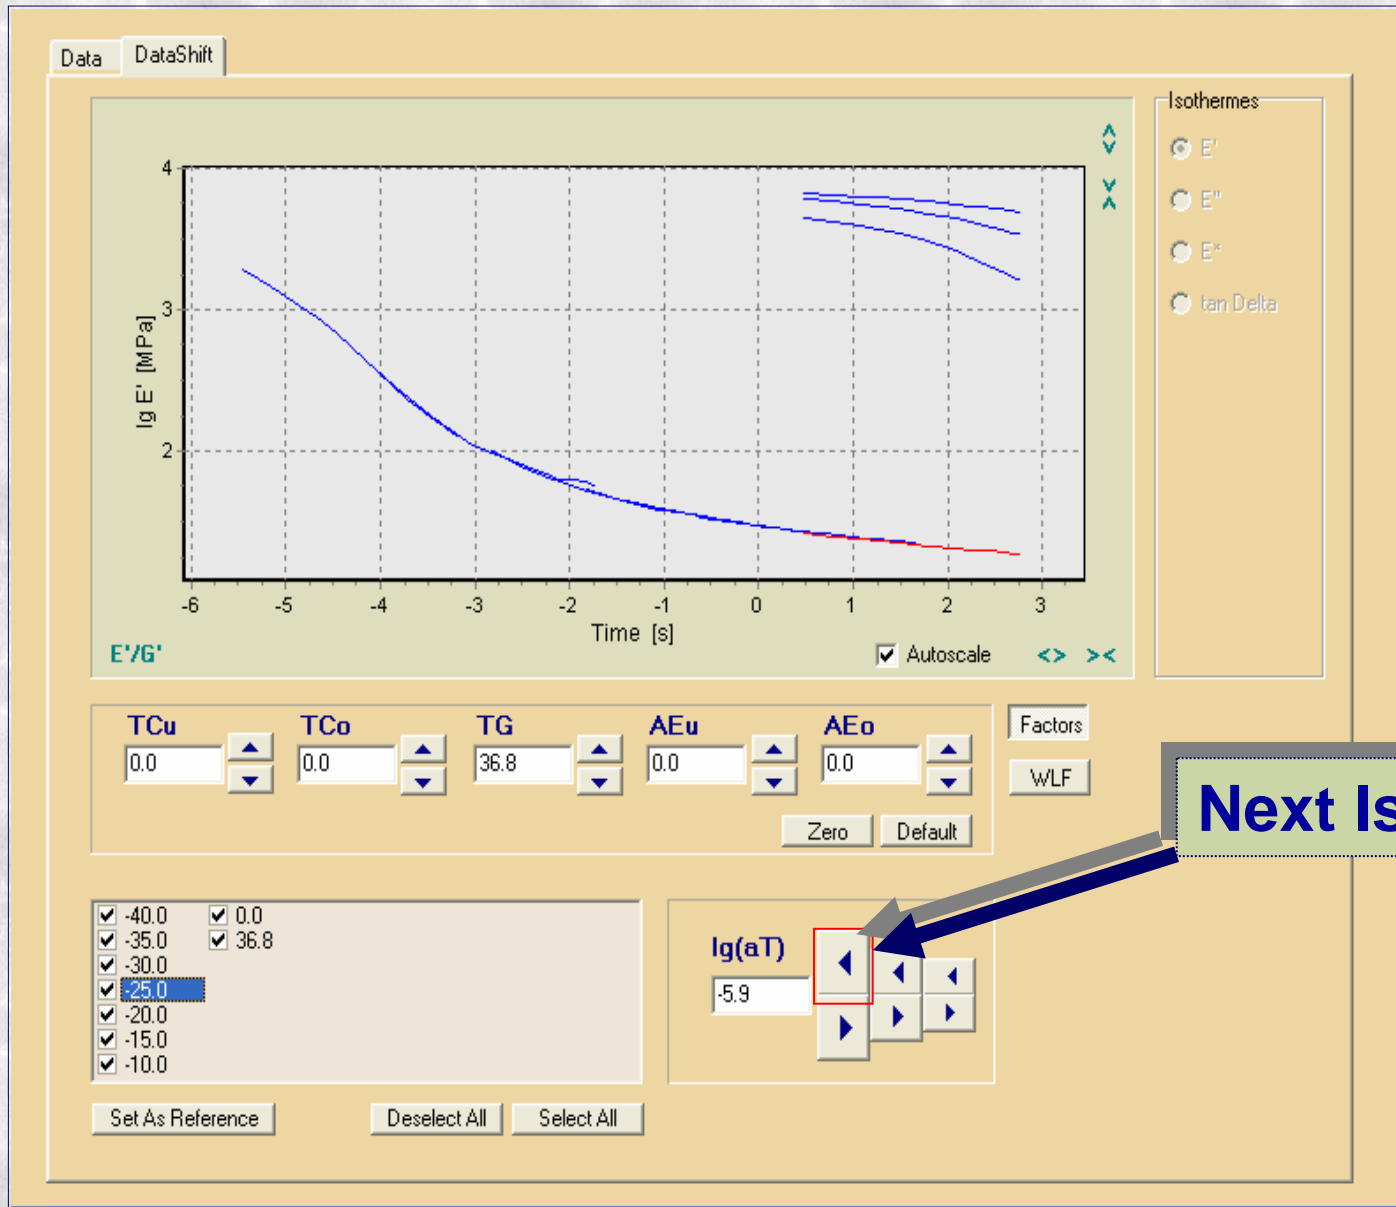 Data DataShift
Isothermes
E'
E"
E*
tan Delta
4
3
2
lg E' [MPa]
-6 -5 -4 -3 -2 -1 0 1 2 3
Time [s]
E'/G'
Autoscale <> ><
TCu TCo TG AEu AEo
0.0 0.0 36.8 0.0 0.0
Factors
WLF
Zero Default
Next Is
-40.0 0.0
-35.0 36.8
-30.0
-25.0
-20.0
-15.0
-10.0
lg(aT)
-5.9
Set As Reference Deselect All Select All